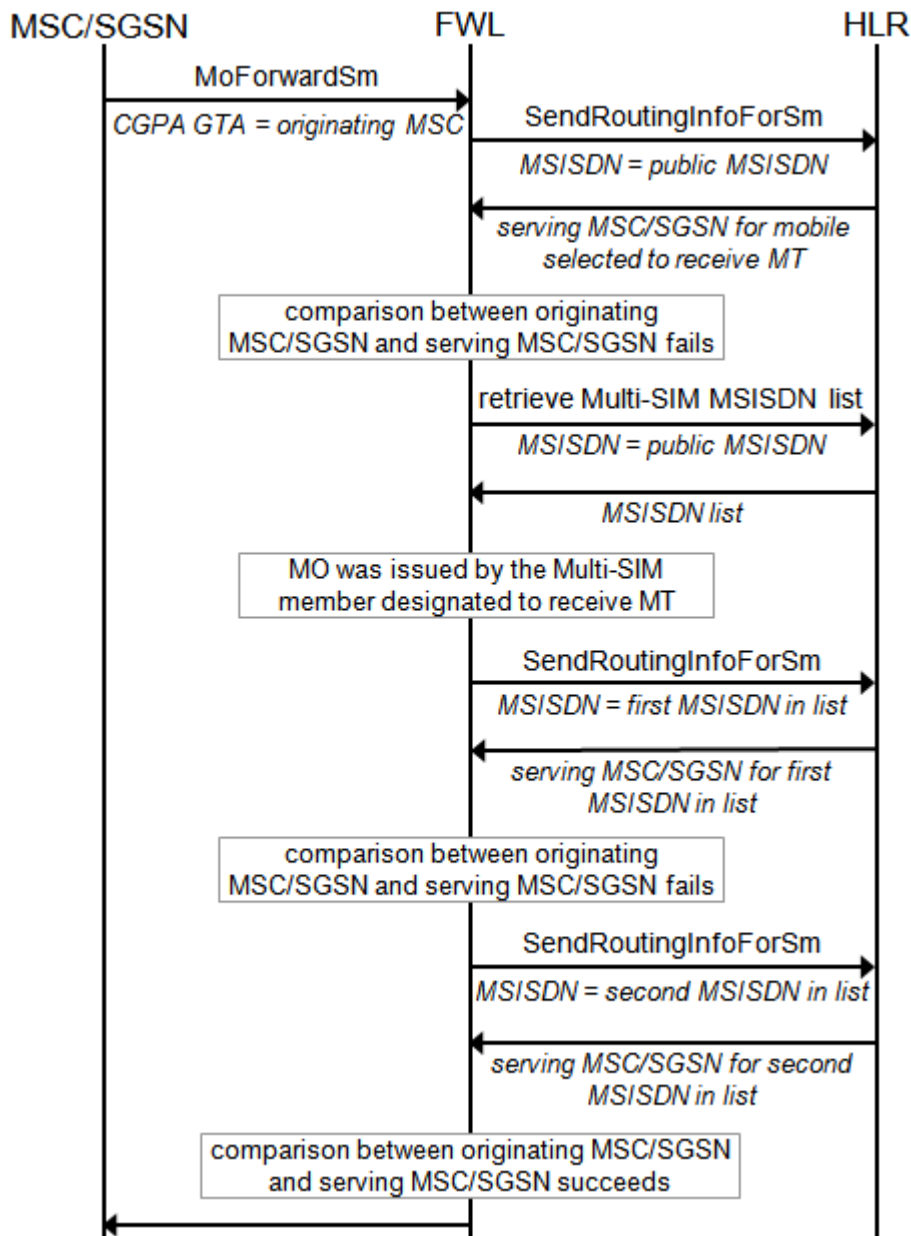 MSC/SGSN FWL HLR
MoForwardSm
CGPA GTA = originating MSC
SendRoutingInfoForSm
MSISDN = public MSISDN
serving MSC/SGSN for mobile
selected to receive MT
comparison between originating
MSC/SGSN and serving MSC/SGSN fails
retrieve Multi-SIM MSISDN list
MSISDN = public MSISDN
MSISDN list
MO was issued by the Multi-SIM
member designated to receive MT
SendRoutingInfoForSm
MSISDN = first MSISDN in list
serving MSC/SGSN for first
MSISDN in list
comparison between originating
MSC/SGSN and serving MSC/SGSN fails
SendRoutingInfoForSm
MSISDN = second MSISDN in list
serving MSC/SGSN for second
MSISDN in list
comparison between originating MSC/SGSN
and serving MSC/SGSN succeeds